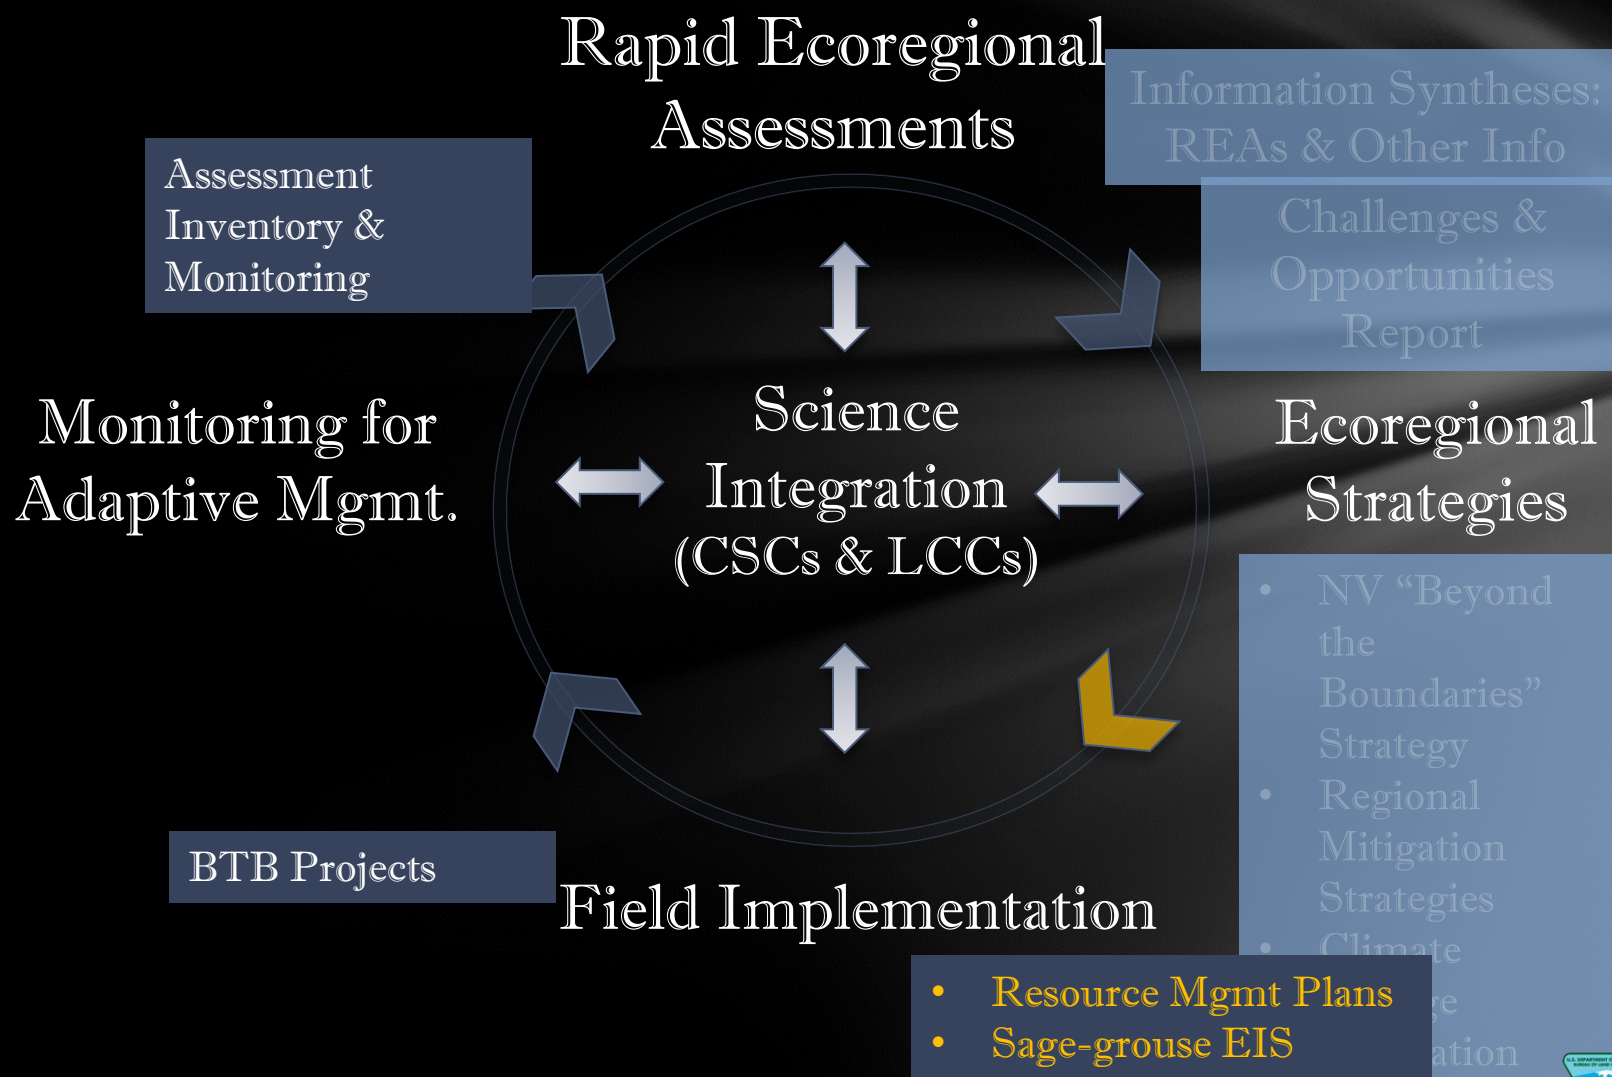 Rapid Ecoregional
Assessments
Information Syntheses:
REAs & Other Info
Assessment
Inventory &
Monitoring
Challenges &
Opportunities
Report
Monitoring for
Adaptive Mgmt.
Science
Integration
(CSCs & LCCs)
Ecoregional
Strategies
• NV “Beyond
the
Boundaries”
Strategy
• Regional
Mitigation
Strategies
• Climate
BTB Projects
Field Implementation
• Resource Mgmt Plans
• Sage-grouse EIS